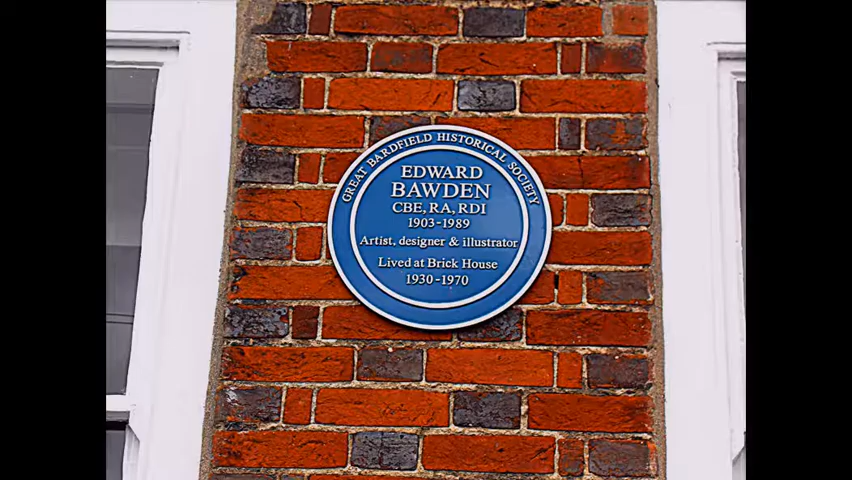 GREAT BARDFIELD HISTORICAL SOCIETY
EDWARD
BAWDEN
CBE, RA, RDI
1903-1989
Artist, designer & illustrator
Lived at Brick House
1930-1970